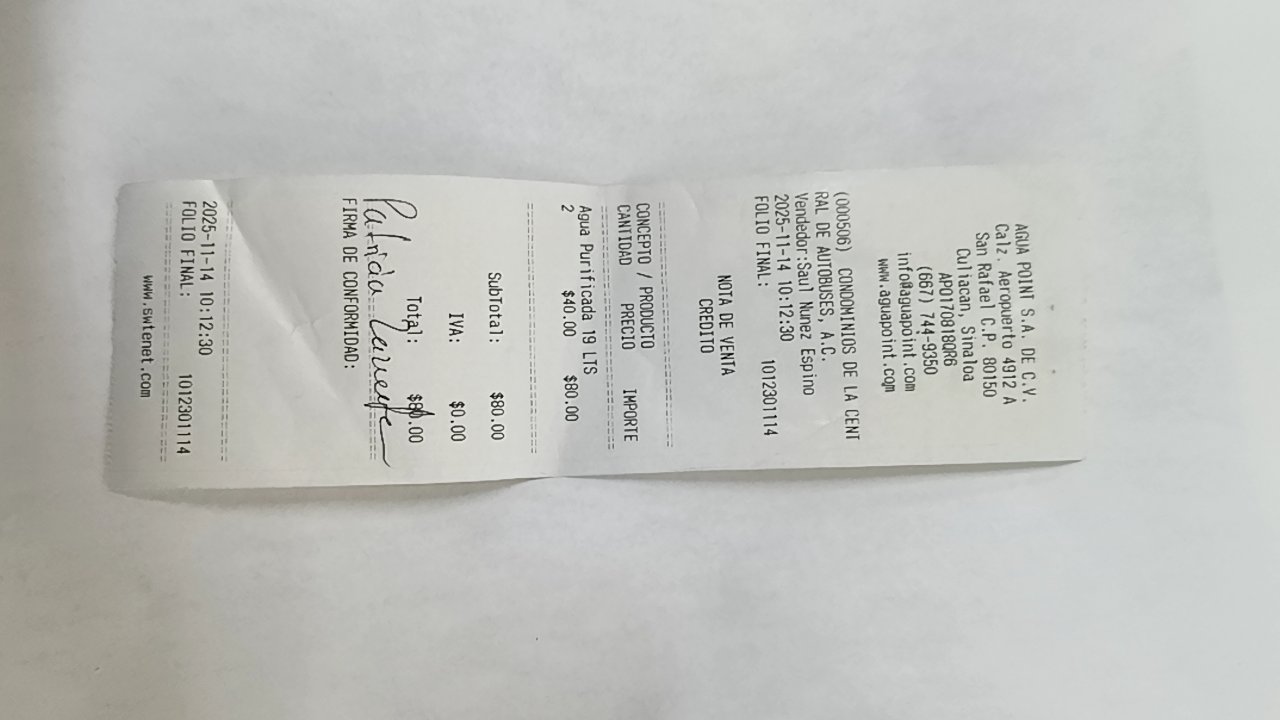 AGUA POINT S.A. DE C.V.
Calz. Aeropuerto 4912 A
San Rafael C.P. 80150
Culiacan, Sinaloa
APO170818QR6
(667) 744-9350
info@aguapoint.com
www.aguapoint.com
(000506) CONDOMINIOS DE LA CENT
RAL DE AUTOBUSES, A.C.
Vendedor:Saul Nunez Espino
2025-11-14 10:12:30
FOLIO FINAL: 1012301114
NOTA DE VENTA
CREDITO
CONCEPTO / PRODUCTO
CANTIDAD PRECIO IMPORTE
Agua Purificada 19 LTS
2 $40.00 $80.00
SubTotal: $80.00
IVA: $0.00
Total: $80.00
Patricia
FIRMA DE CONFORMIDAD:
2025-11-14 10:12:30
FOLIO FINAL: 1012301114
www.swtenet.com